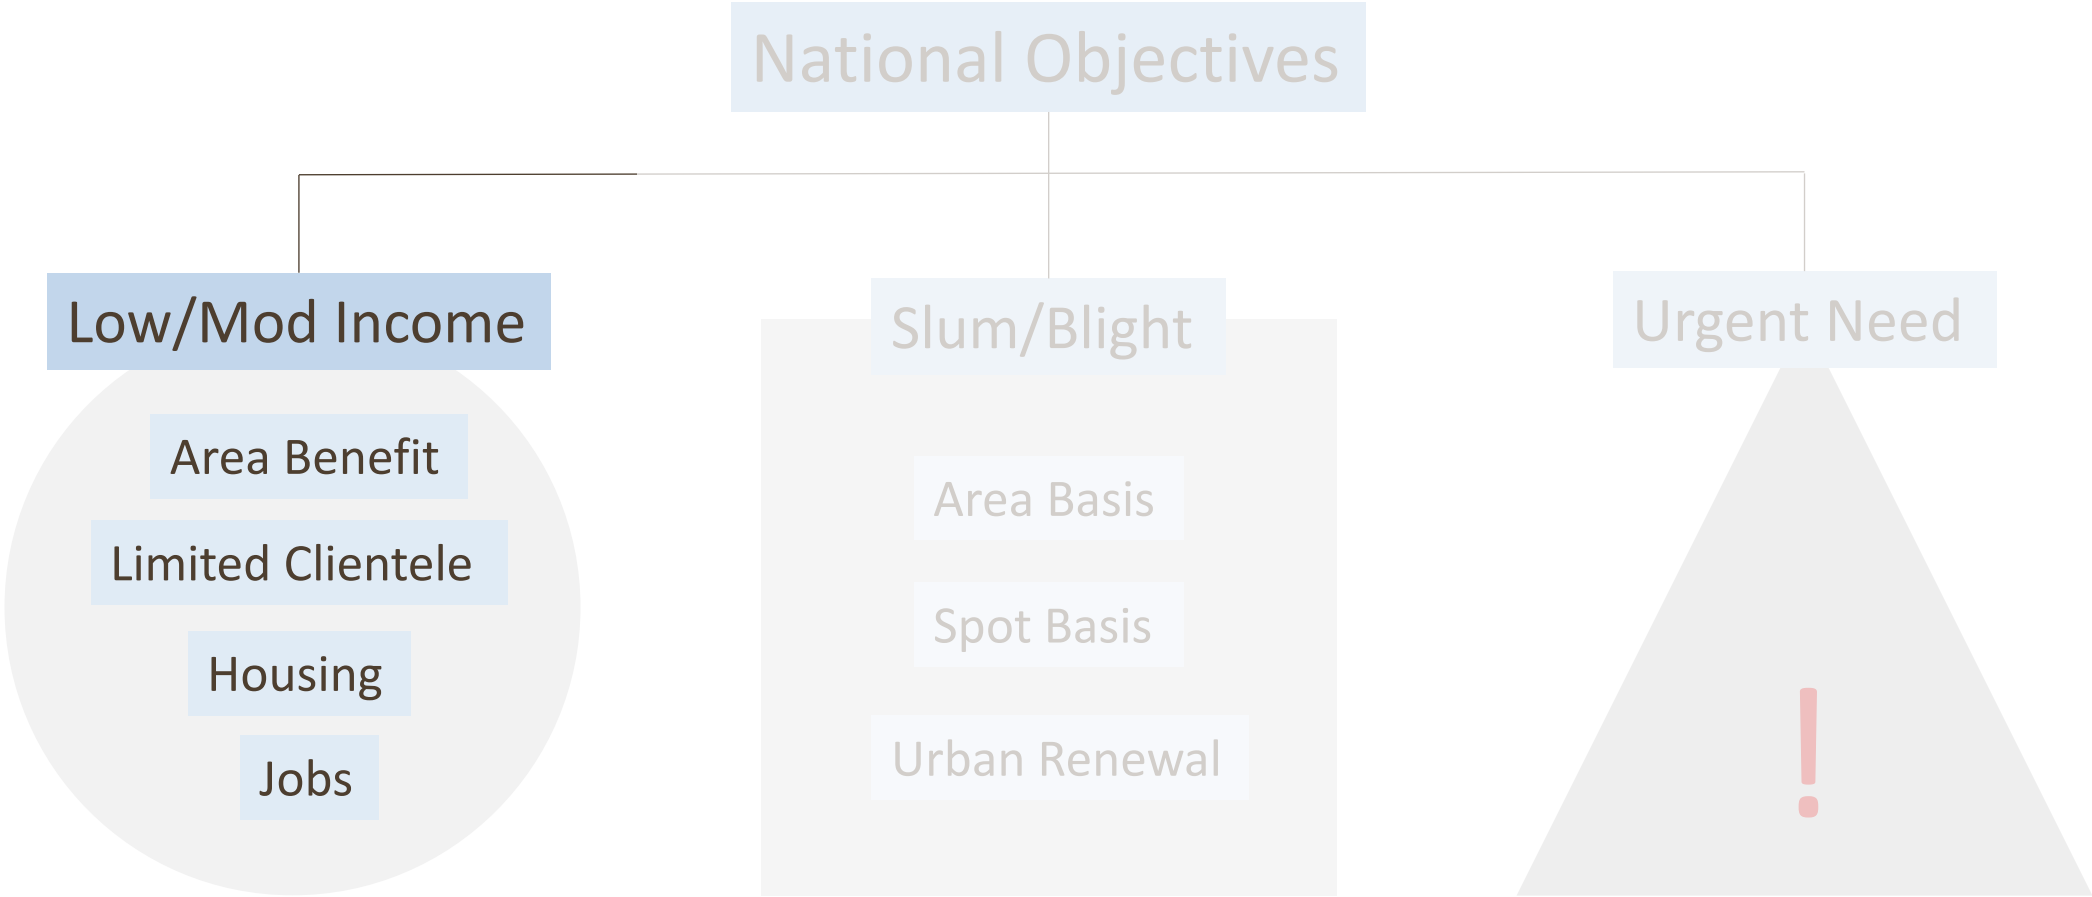 National Objectives
Low/Mod Income
Area Benefit
Limited Clientele
Housing
Jobs
Slum/Blight
Area Basis
Spot Basis
Urban Renewal
Urgent Need
!